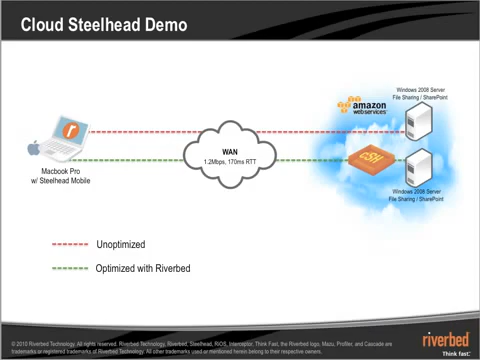 Cloud Steelhead Demo
Windows 2008 Server
File Sharing / SharePoint
amazon
webservices
r
WAN
1.2Mbps, 170ms RTT
cSH
Macbook Pro
w/ Steelhead Mobile
Windows 2008 Server
File Sharing / SharePoint
Unoptimized
Optimized with Riverbed
© 2010 Riverbed Technology. All rights reserved. Riverbed Technology, Riverbed, Steelhead, RiOS, Interceptor, Think Fast, the Riverbed logo, Mazu, Profiler, and Cascade are
trademarks or registered trademarks of Riverbed Technology. All other trademarks used or mentioned herein belong to their respective owners.
riverbed
Think fast.